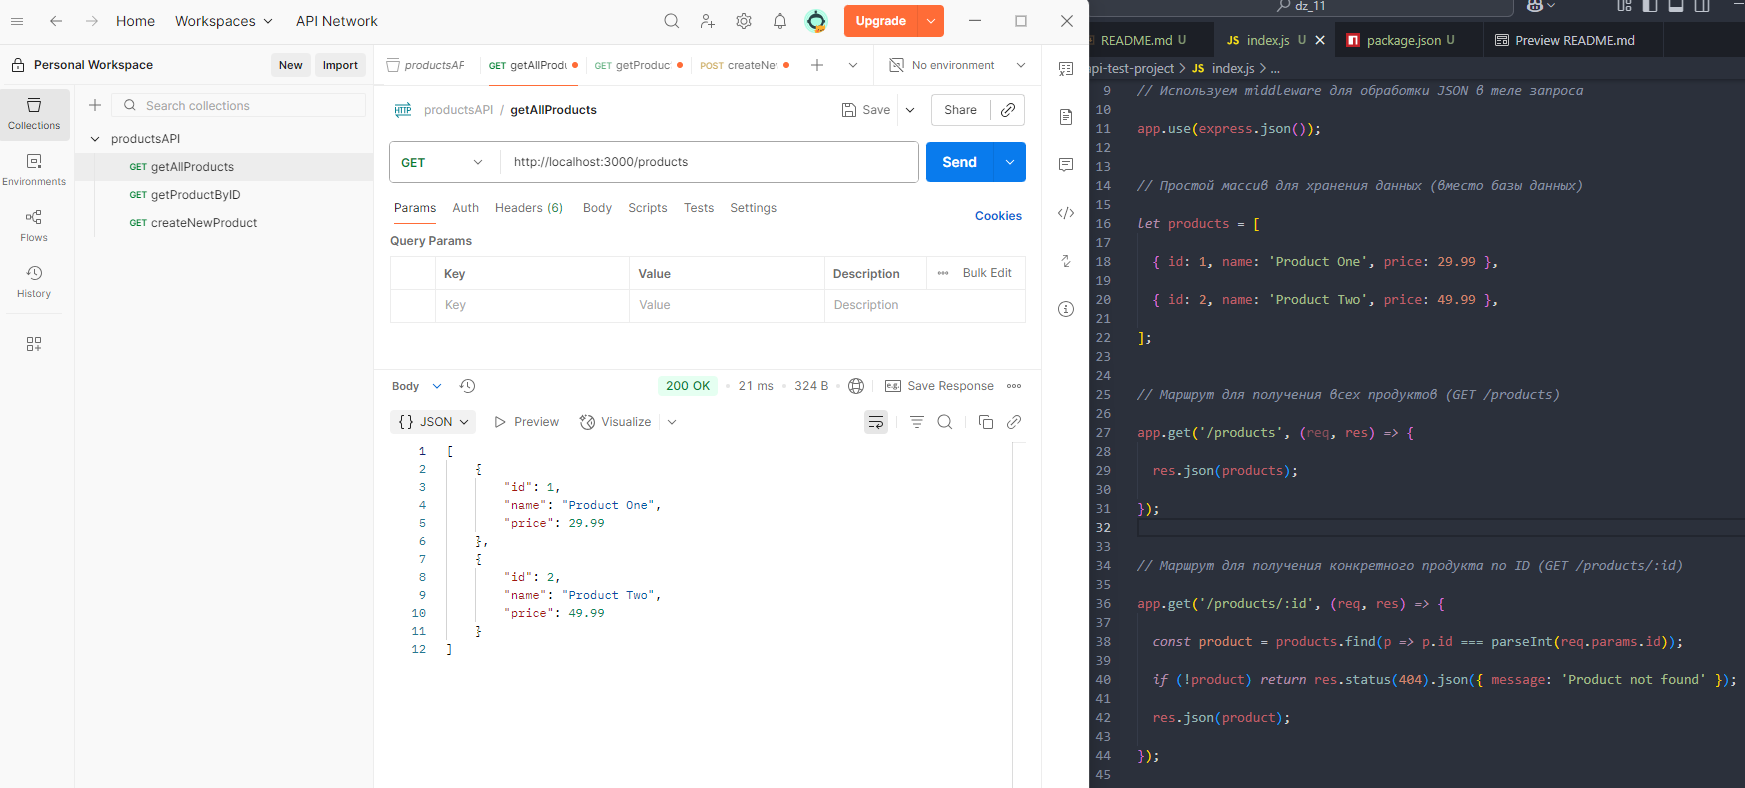 Home Workspaces API Network Upgrade
Personal Workspace New Import
productsAF GET getAllProdu GET getProduc POST createNe No environment
Collections
Environments
Flows
History
Search collections
productsAPI
GET getAllProducts
GET getProductByID
GET createNewProduct
HTTP productsAPI / getAllProducts Save Share
GET http://localhost:3000/products Send
Params Auth Headers (6) Body Scripts Tests Settings Cookies
Query Params
Key Value Description Bulk Edit
Key Value Description
Body 200 OK 21 ms 324 B e.g. Save Response
{} JSON Preview Visualize
1 [
2 {
3 "id": 1,
4 "name": "Product One",
5 "price": 29.99
6 },
7 {
8 "id": 2,
9 "name": "Product Two",
10 "price": 49.99
11 }
12 ]
dz_11
README.md U JS index.js U package.json U Preview README.md
api-test-project > JS index.js > ...
9 // Используем middleware для обработки JSON в теле запроса
10
11 app.use(express.json());
12
13
14 // Простой массив для хранения данных (вместо базы данных)
15
16 let products = [
17
18 { id: 1, name: 'Product One', price: 29.99 },
19
20 { id: 2, name: 'Product Two', price: 49.99 },
21
22 ];
23
24
25 // Маршрут для получения всех продуктов (GET /products)
26
27 app.get('/products', (req, res) => {
28
29 res.json(products);
30
31 });
32
33
34 // Маршрут для получения конкретного продукта по ID (GET /products/:id)
35
36 app.get('/products/:id', (req, res) => {
37
38 const product = products.find(p => p.id === parseInt(req.params.id));
39
40 if (!product) return res.status(404).json({ message: 'Product not found' });
41
42 res.json(product);
43
44 });
45